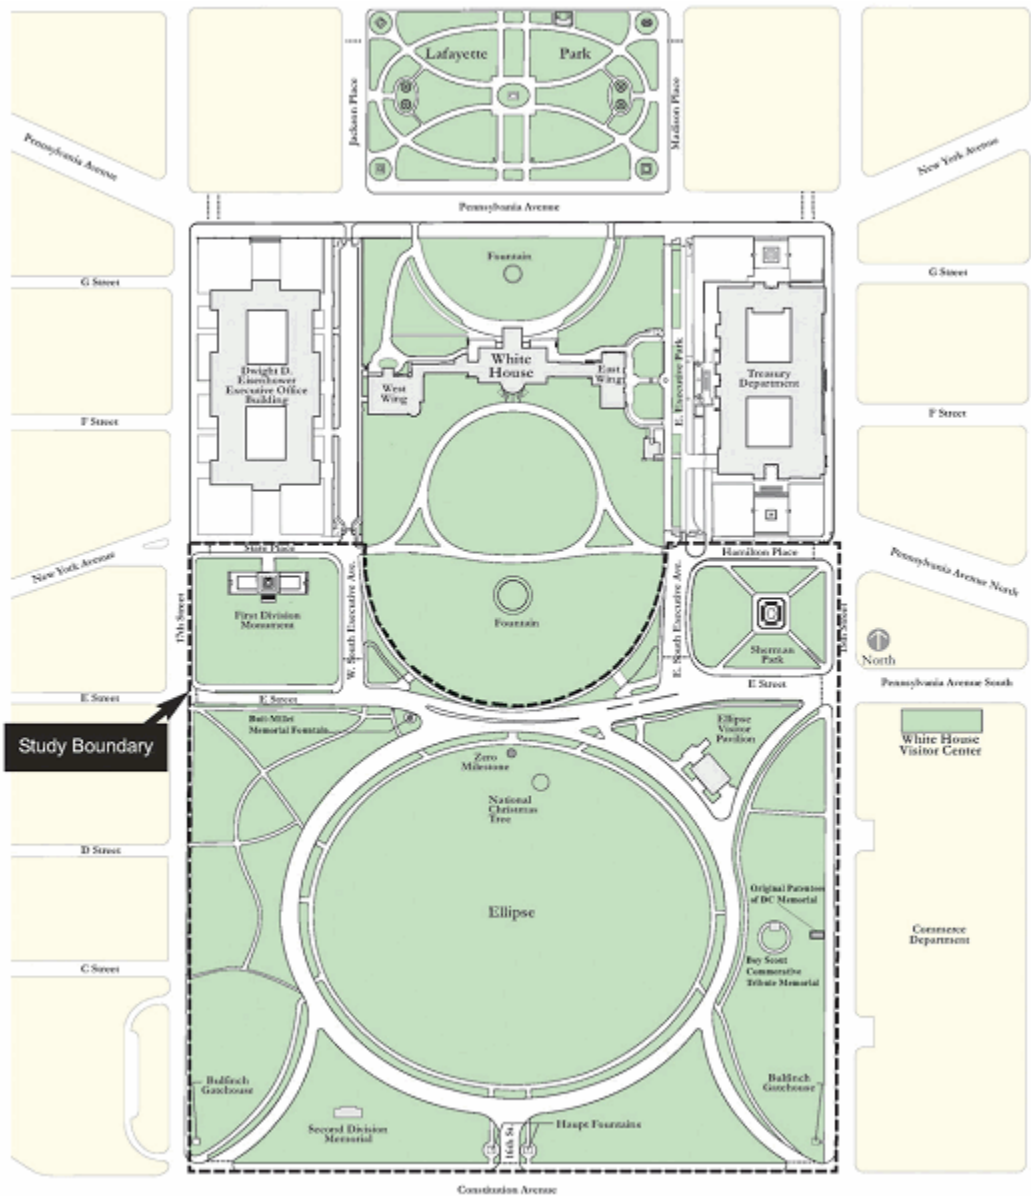 Lafayette
Park
Jackson Place
Madison Place
Pennsylvania Avenue
New York Avenue
Pennsylvania Avenue
G Street
G Street
Fountain
White
House
West
Wing
East
Wing
E. Executive Park
Dwight D.
Eisenhower
Executive Office
Building
Treasury
Department
F Street
F Street
New York Avenue
State Place
Hamilton Place
Pennsylvania Avenue North
17th Street
First Division
Monument
W. South Executive Ave.
Fountain
E. South Executive Ave.
Sherman
Park
15th Street
North
E Street
E Street
E Street
Pennsylvania Avenue South
Study Boundary
Butt-Millet
Memorial Fountain
Ellipse
Visitor
Pavilion
White House
Visitor Center
Zero
Milestone
National
Christmas
Tree
D Street
Original Patentees
of DC Memorial
Ellipse
Commerce
Department
Boy Scout
Commerative
Tribute Memorial
C Street
Bulfinch
Gatehouse
Bulfinch
Gatehouse
Second Division
Memorial
16th St.
Haupt Fountains
Constitution Avenue